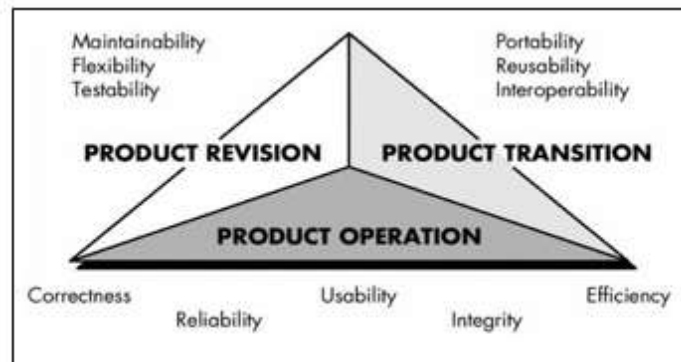 Maintainability
Flexibility
Testability
Portability
Reusability
Interoperability
PRODUCT REVISION
PRODUCT TRANSITION
PRODUCT OPERATION
Correctness
Reliability
Usability
Integrity
Efficiency